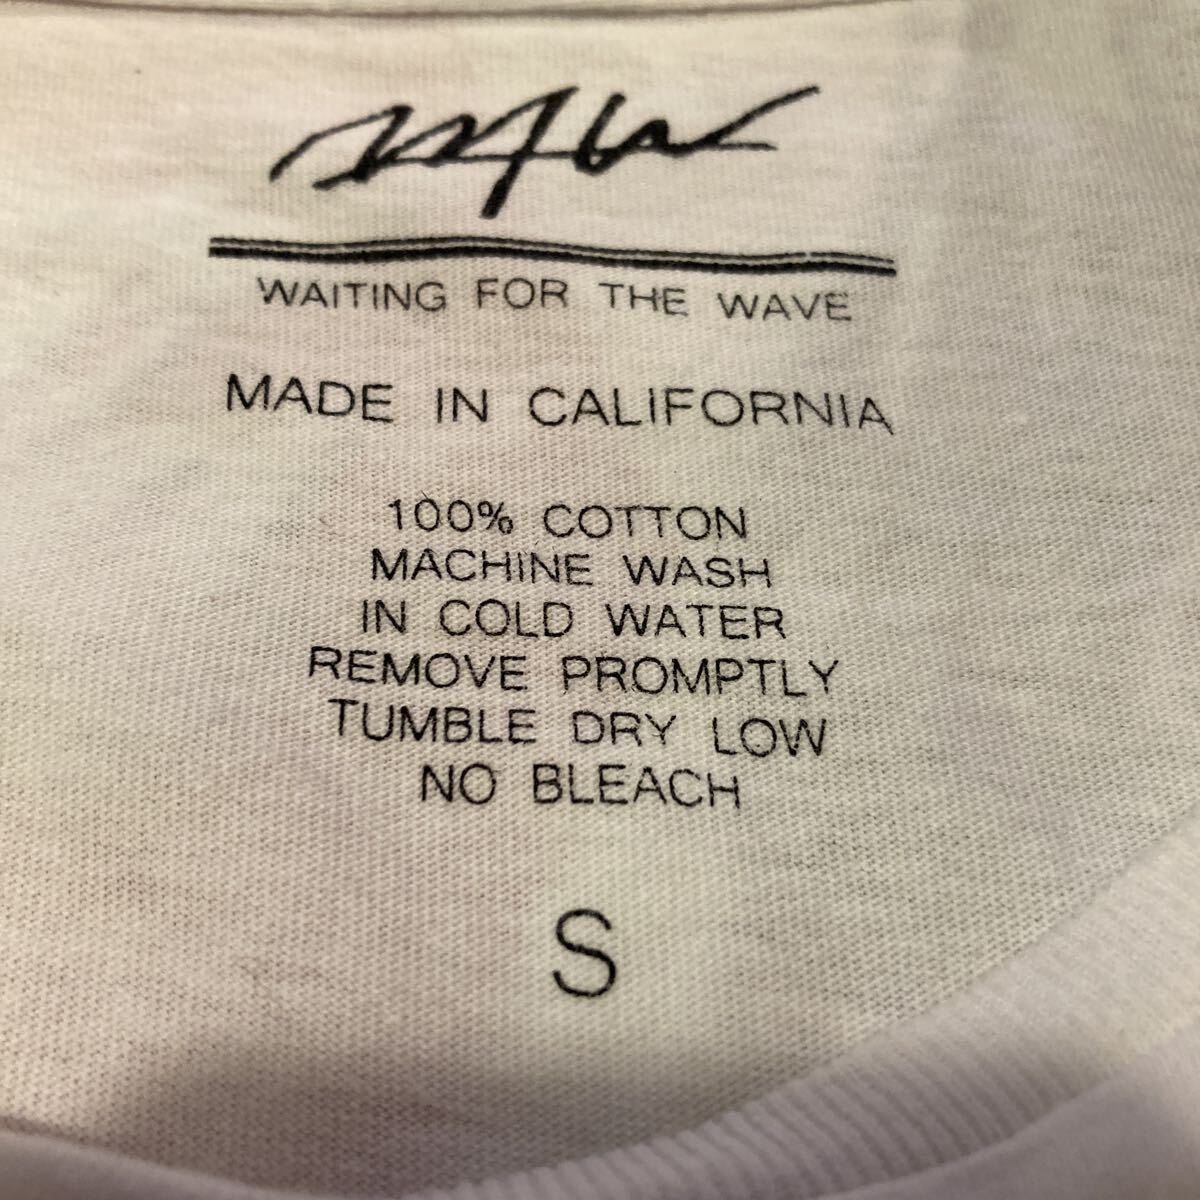 WFTW
WAITING FOR THE WAVE
MADE IN CALIFORNIA
100% COTTON
MACHINE WASH
IN COLD WATER
REMOVE PROMPTLY
TUMBLE DRY LOW
NO BLEACH
S